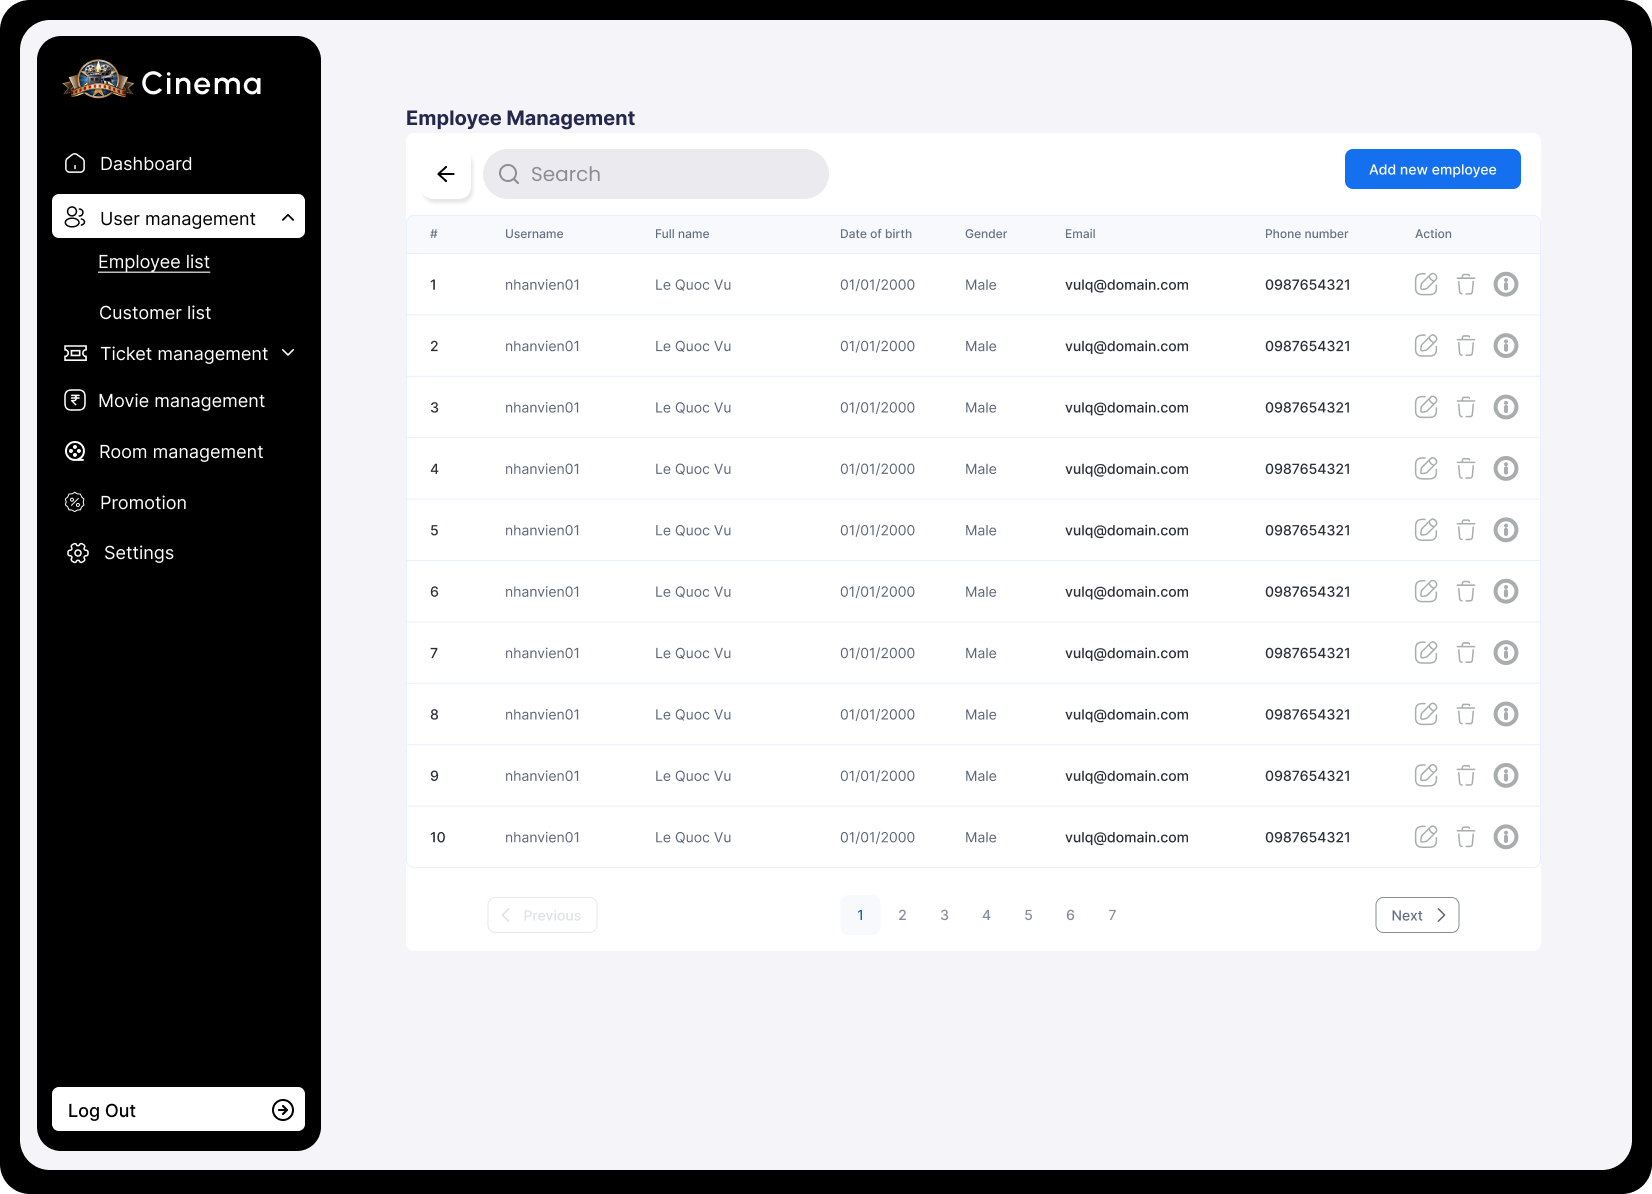 Cinema
Dashboard
User management
Employee list
Customer list
Ticket management
Movie management
Room management
Promotion
Settings
Log Out
Employee Management
Search
Add new employee
# Username Full name Date of birth Gender Email Phone number Action
1 nhanvien01 Le Quoc Vu 01/01/2000 Male vulq@domain.com 0987654321
2 nhanvien01 Le Quoc Vu 01/01/2000 Male vulq@domain.com 0987654321
3 nhanvien01 Le Quoc Vu 01/01/2000 Male vulq@domain.com 0987654321
4 nhanvien01 Le Quoc Vu 01/01/2000 Male vulq@domain.com 0987654321
5 nhanvien01 Le Quoc Vu 01/01/2000 Male vulq@domain.com 0987654321
6 nhanvien01 Le Quoc Vu 01/01/2000 Male vulq@domain.com 0987654321
7 nhanvien01 Le Quoc Vu 01/01/2000 Male vulq@domain.com 0987654321
8 nhanvien01 Le Quoc Vu 01/01/2000 Male vulq@domain.com 0987654321
9 nhanvien01 Le Quoc Vu 01/01/2000 Male vulq@domain.com 0987654321
10 nhanvien01 Le Quoc Vu 01/01/2000 Male vulq@domain.com 0987654321
Previous 1 2 3 4 5 6 7 Next